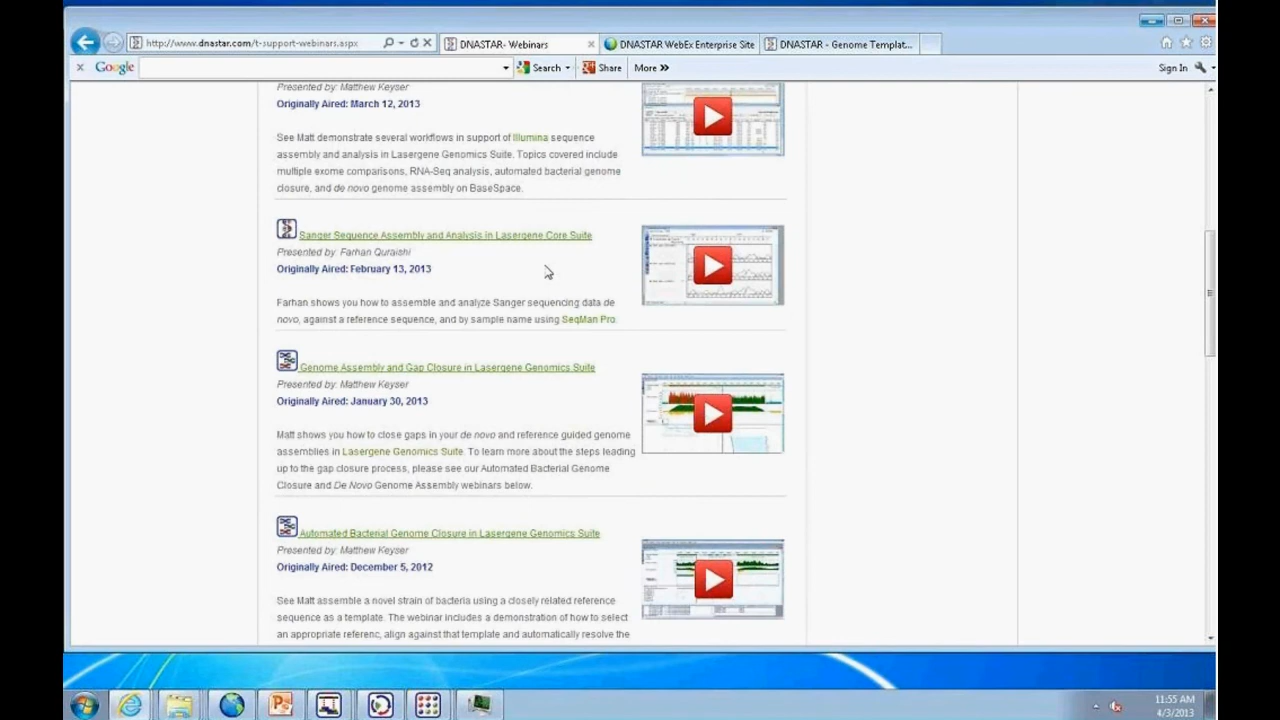 http://www.dnastar.com/t-support-webinars.aspx
DNASTAR- Webinars
DNASTAR WebEx Enterprise Site
DNASTAR - Genome Templat...
Google
Search
Share
More »
Sign In
Presented by: Matthew Keyser
Originally Aired: March 12, 2013
See Matt demonstrate several workflows in support of Illumina sequence
assembly and analysis in Lasergene Genomics Suite. Topics covered include
multiple exome comparisons, RNA-Seq analysis, automated bacterial genome
closure, and de novo genome assembly on BaseSpace.
Sanger Sequence Assembly and Analysis in Lasergene Core Suite
Presented by: Farhan Quraishi
Originally Aired: February 13, 2013
Farhan shows you how to assemble and analyze Sanger sequencing data de
novo, against a reference sequence, and by sample name using SeqMan Pro.
Genome Assembly and Gap Closure in Lasergene Genomics Suite
Presented by: Matthew Keyser
Originally Aired: January 30, 2013
Matt shows you how to close gaps in your de novo and reference guided genome
assemblies in Lasergene Genomics Suite. To learn more about the steps leading
up to the gap closure process, please see our Automated Bacterial Genome
Closure and De Novo Genome Assembly webinars below.
Automated Bacterial Genome Closure in Lasergene Genomics Suite
Presented by: Matthew Keyser
Originally Aired: December 5, 2012
See Matt assemble a novel strain of bacteria using a closely related reference
sequence as a template. The webinar includes a demonstration of how to select
an appropriate referenc, align against that template and automatically resolve the
11:55 AM
4/3/2013